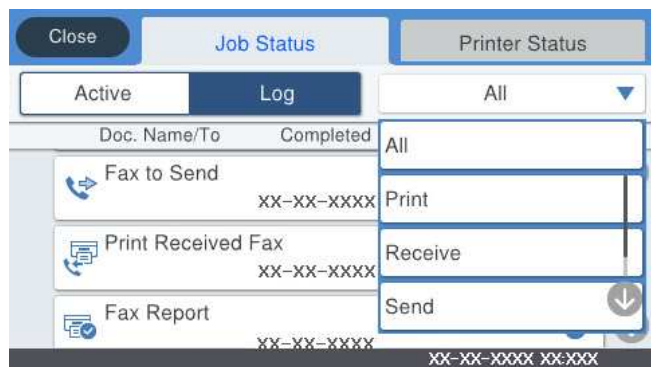 Close Job Status Printer Status
Active Log All
Doc. Name/To Completed
All
Fax to Send
XX-XX-XXXX
Print
Print Received Fax
XX-XX-XXXX
Receive
Fax Report
XX-XX-XXXX
Send
XX-XX-XXXX XX:XXX